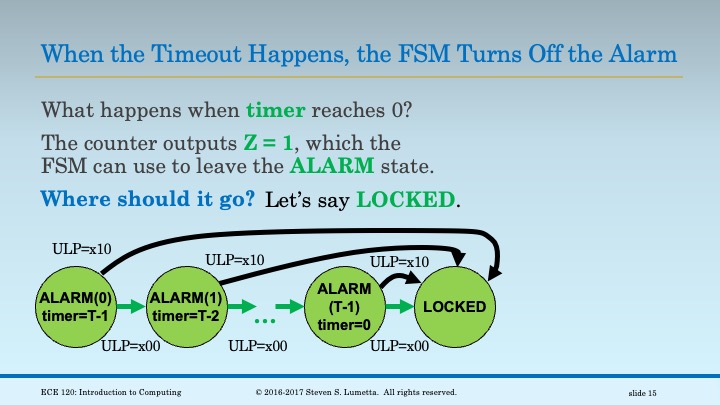 When the Timeout Happens, the FSM Turns Off the Alarm
What happens when timer reaches 0?
The counter outputs Z = 1, which the
FSM can use to leave the ALARM state.
Where should it go? Let’s say LOCKED.
ULP=x10
ULP=x10
ULP=x10
ALARM(0)
timer=T-1
ALARM(1)
timer=T-2
...
ALARM
(T-1)
timer=0
LOCKED
ULP=x00
ULP=x00
ULP=x00
ECE 120: Introduction to Computing
© 2016-2017 Steven S. Lumetta. All rights reserved.
slide 15